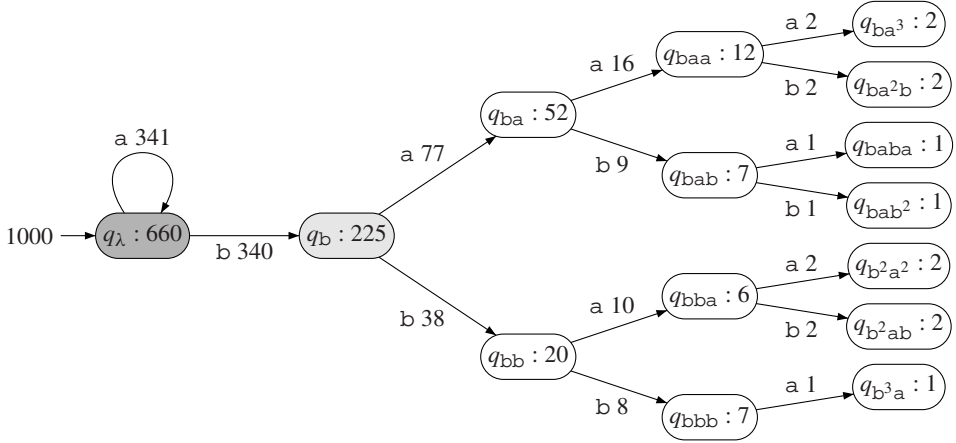 a 2
q_ba³ : 2
q_baa : 12
a 16
b 2
q_ba²b : 2
q_ba : 52
a 341
a 77
b 9
a 1
q_baba : 1
q_bab : 7
b 1
q_bab² : 1
1000
q_λ : 660
b 340
q_b : 225
a 2
q_b²a² : 2
b 38
a 10
q_bba : 6
b 2
q_b²ab : 2
q_bb : 20
b 8
a 1
q_b³a : 1
q_bbb : 7